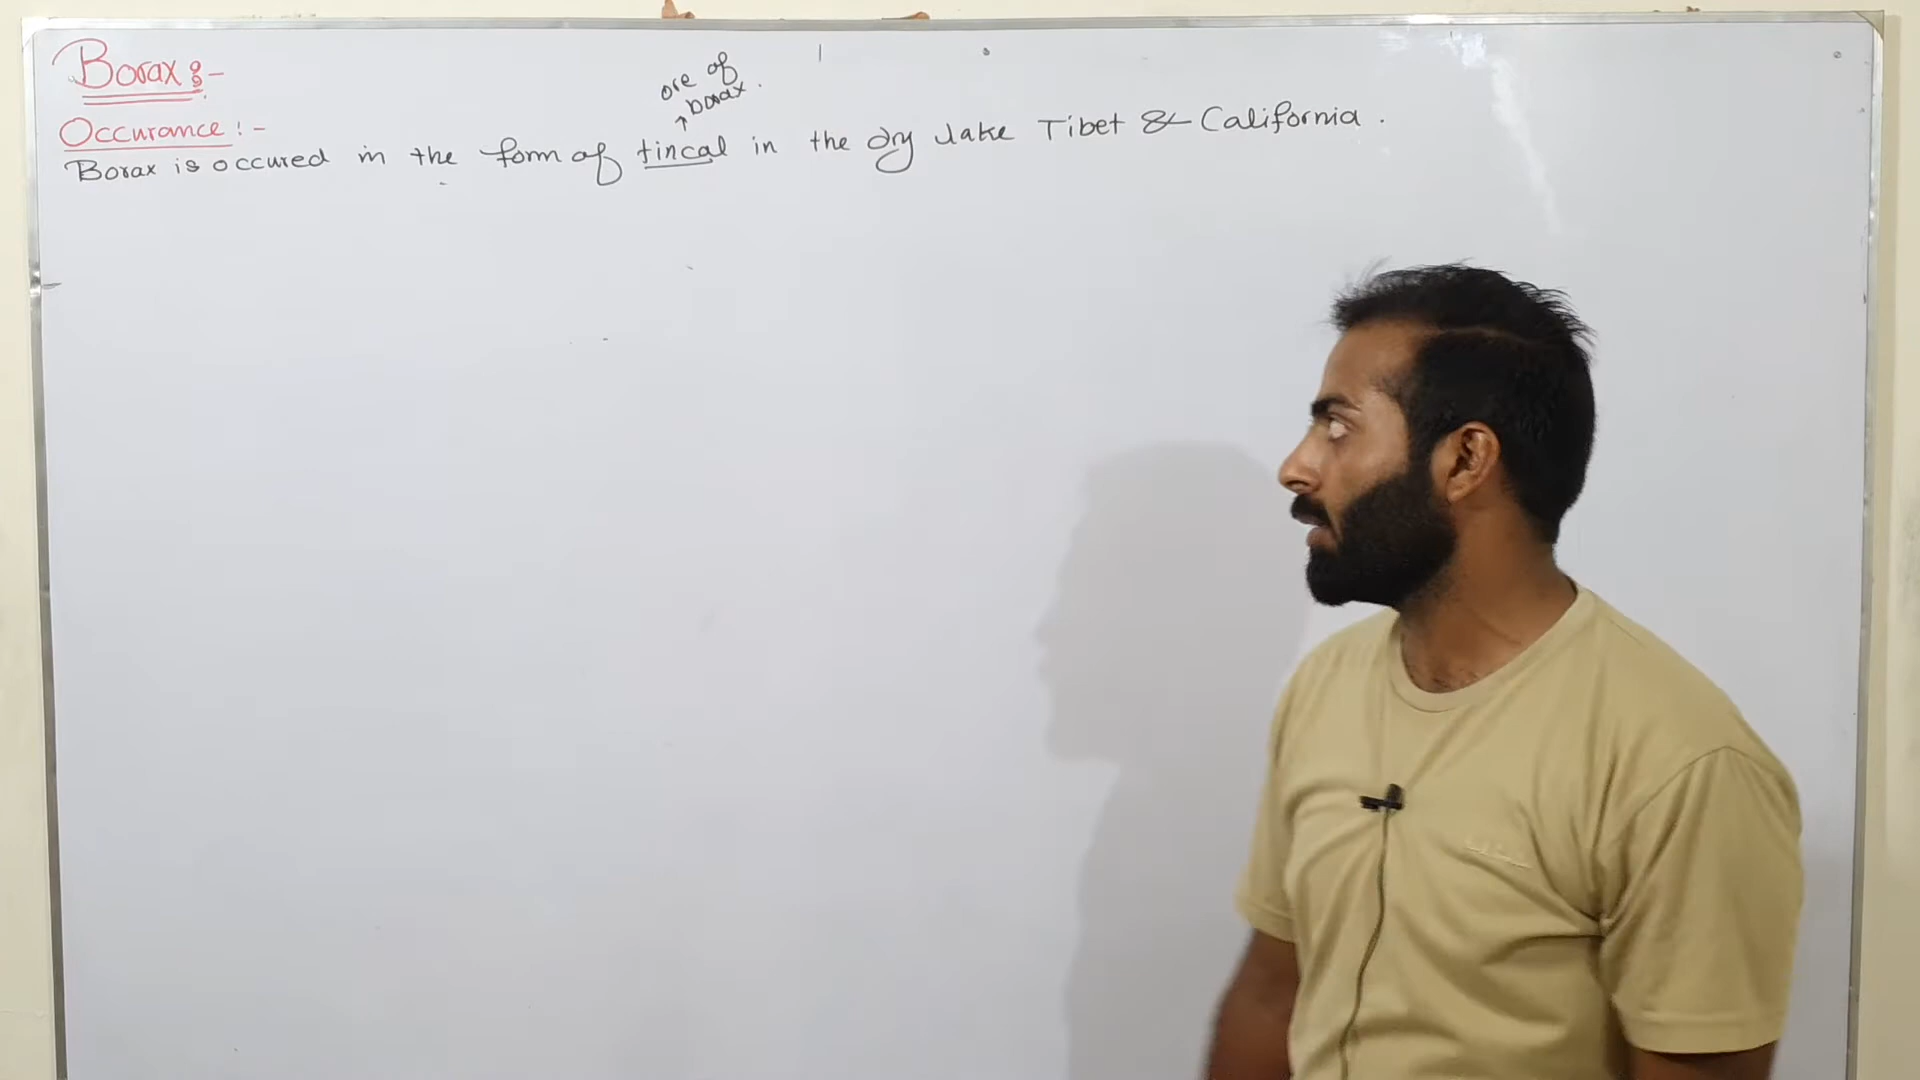 Borax :-
Occurance :-
ore of
borax.
Borax is occured in the form of tincal in the dry lake Tibet & California.